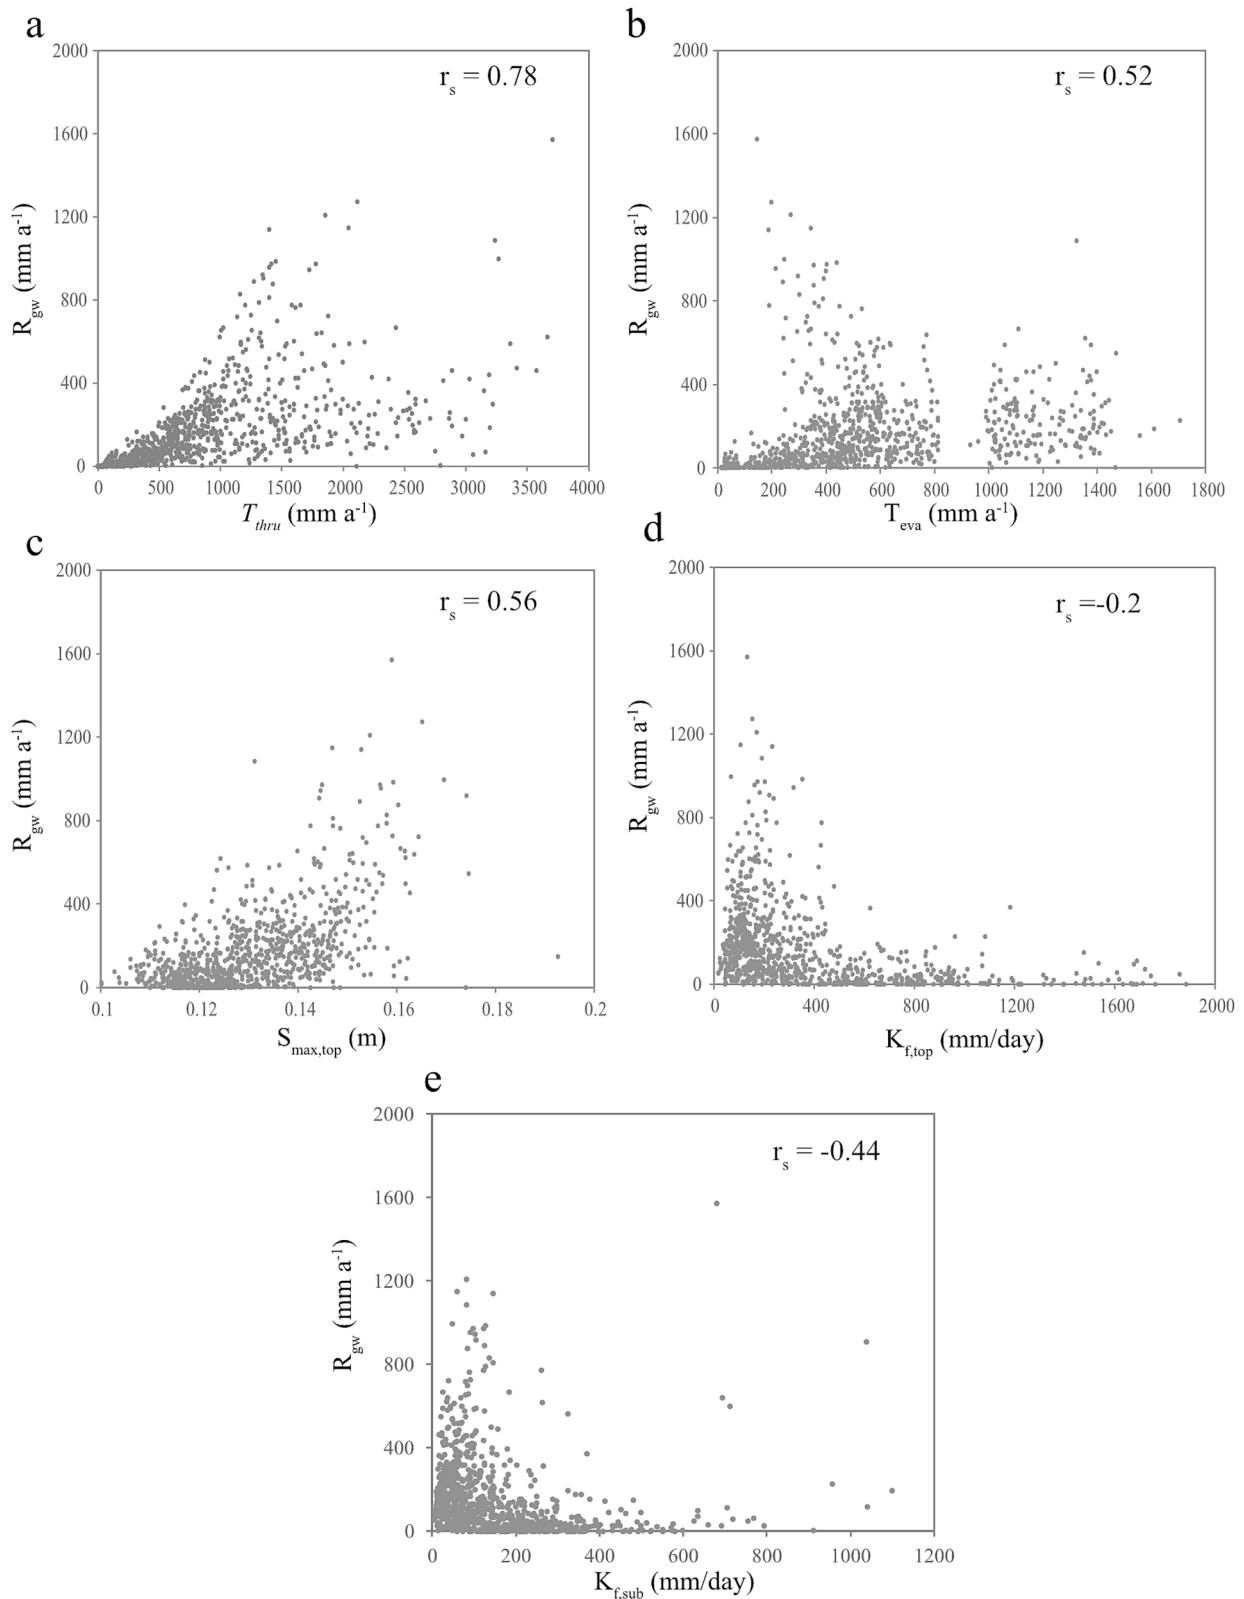 a
2000
1600
1200
800
400
0
R_gw (mm a^-1)
r_s = 0.78
0 500 1000 1500 2000 2500 3000 3500 4000
T_thru (mm a^-1)
b
2000
1600
1200
800
400
0
R_gw (mm a^-1)
r_s = 0.52
0 200 400 600 800 1000 1200 1400 1600 1800
T_eva (mm a^-1)
c
2000
1600
1200
800
400
0
R_gw (mm a^-1)
r_s = 0.56
0.1 0.12 0.14 0.16 0.18 0.2
S_max,top (m)
d
2000
1600
1200
800
400
0
R_gw (mm a^-1)
r_s =-0.2
0 400 800 1200 1600 2000
K_f,top (mm/day)
e
2000
1600
1200
800
400
0
R_gw (mm a^-1)
r_s = -0.44
0 200 400 600 800 1000 1200
K_f,sub (mm/day)